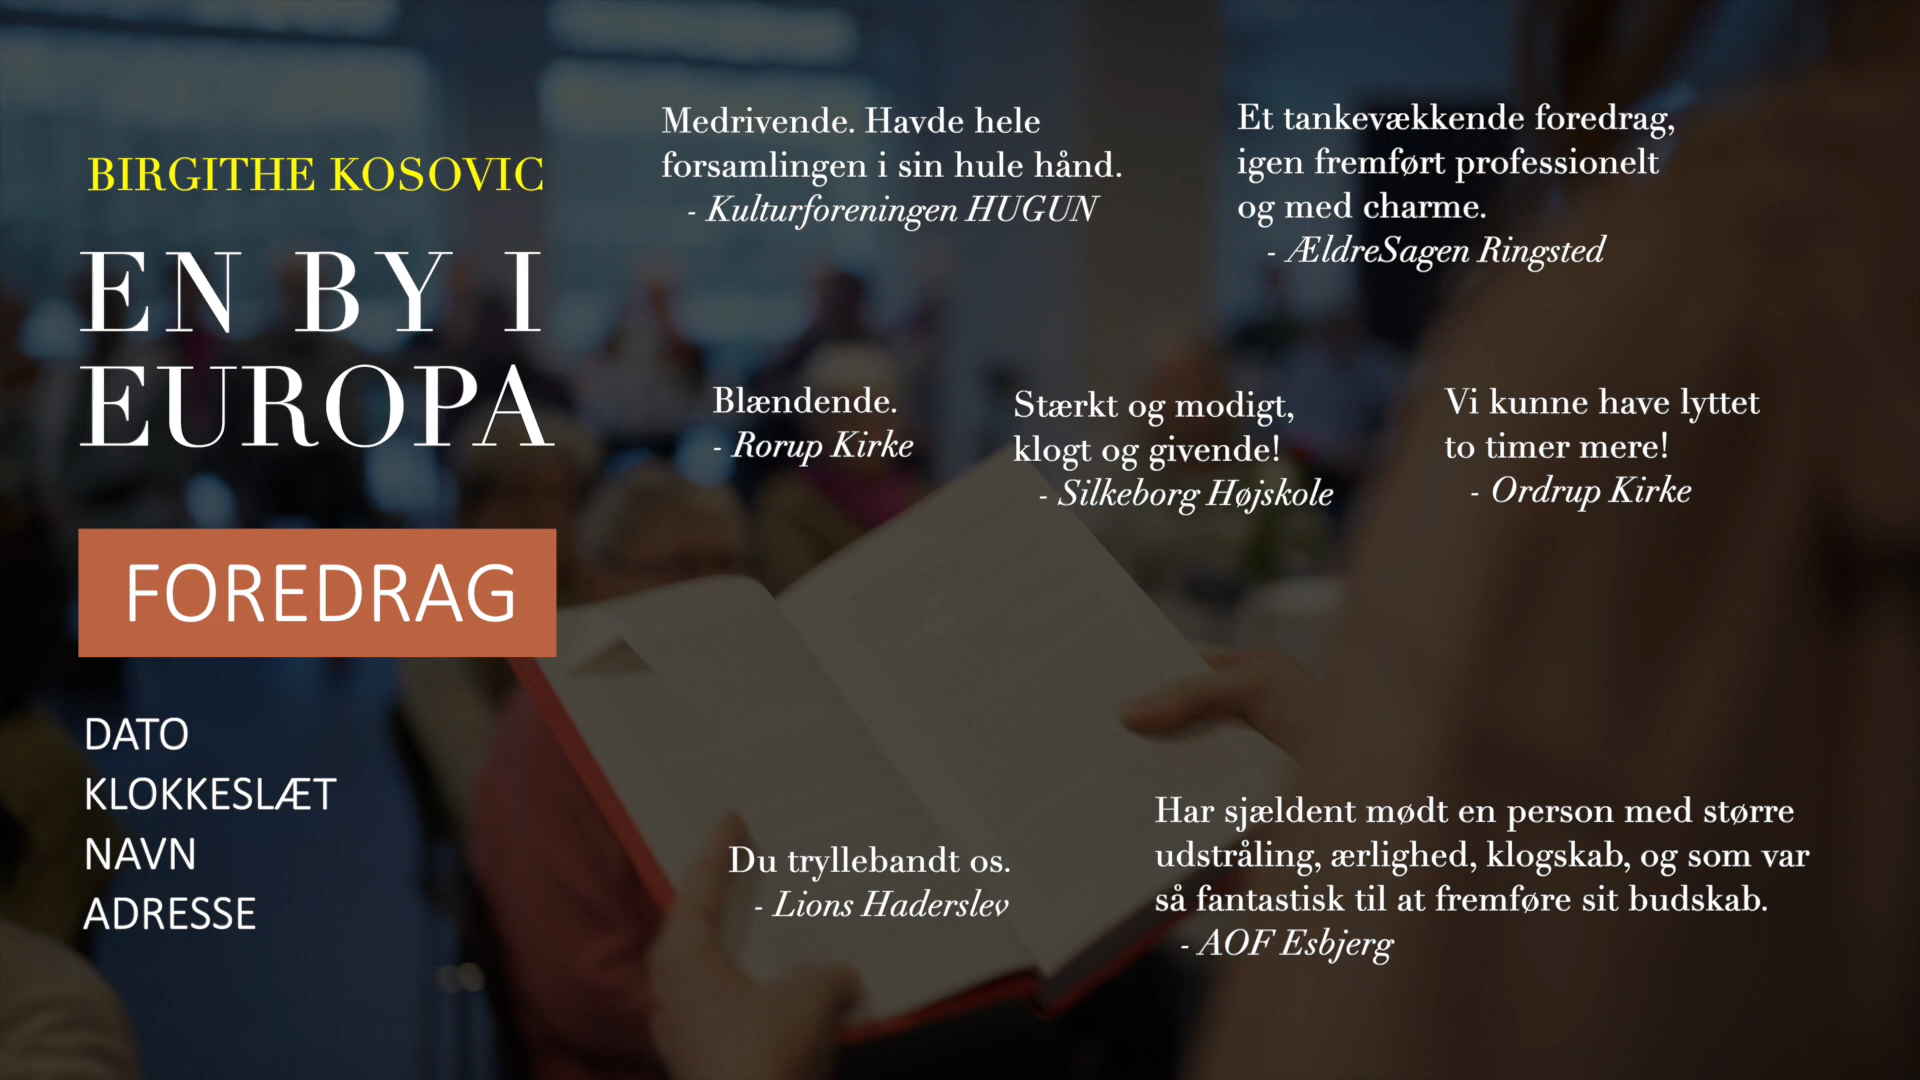 BIRGITHE KOSOVIC
EN BY I
EUROPA
FOREDRAG
DATO
KLOKKESLÆT
NAVN
ADRESSE
Medrivende. Havde hele
forsamlingen i sin hule hånd.
- Kulturforeningen HUGUN
Et tankevækkende foredrag,
igen fremført professionelt
og med charme.
- ÆldreSagen Ringsted
Blændende.
- Rorup Kirke
Stærkt og modigt,
klogt og givende!
- Silkeborg Højskole
Vi kunne have lyttet
to timer mere!
- Ordrup Kirke
Du tryllebandt os.
- Lions Haderslev
Har sjældent mødt en person med større
udstråling, ærlighed, klogskab, og som var
så fantastisk til at fremføre sit budskab.
- AOF Esbjerg